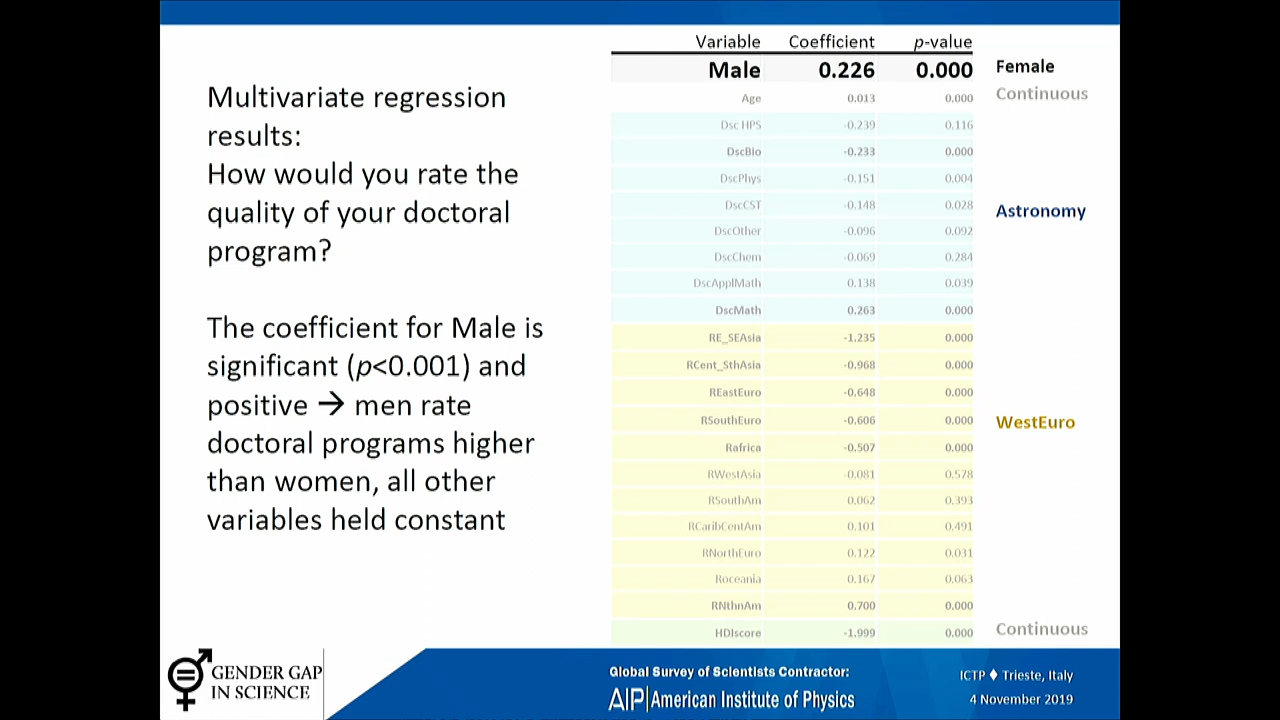 Multivariate regression
results:
How would you rate the
quality of your doctoral
program?
The coefficient for Male is
significant (p<0.001) and
positive → men rate
doctoral programs higher
than women, all other
variables held constant
Variable Coefficient p-value
Male 0.226 0.000 Female
Age 0.013 0.000 Continuous
Dsc HPS -0.239 0.116
DscBio -0.233 0.000
DscPhys -0.151 0.004
DscCST -0.148 0.028 Astronomy
DscOther -0.096 0.092
DscChem -0.069 0.284
DscApplMath 0.138 0.039
DscMath 0.263 0.000
RE_SEAsia -1.235 0.000
RCent_SthAsia -0.968 0.000
REastEuro -0.648 0.000
RSouthEuro -0.606 0.000 WestEuro
Rafrica -0.507 0.000
RWestAsia -0.081 0.578
RSouthAm 0.062 0.393
RCaribCentAm 0.101 0.491
RNorthEuro 0.122 0.031
Roceania 0.167 0.063
RNthnAm 0.700 0.000
HDIscore -1.999 0.000 Continuous
GENDER GAP
IN SCIENCE
Global Survey of Scientists Contractor:
AIP American Institute of Physics
ICTP ♦ Trieste, Italy
4 November 2019